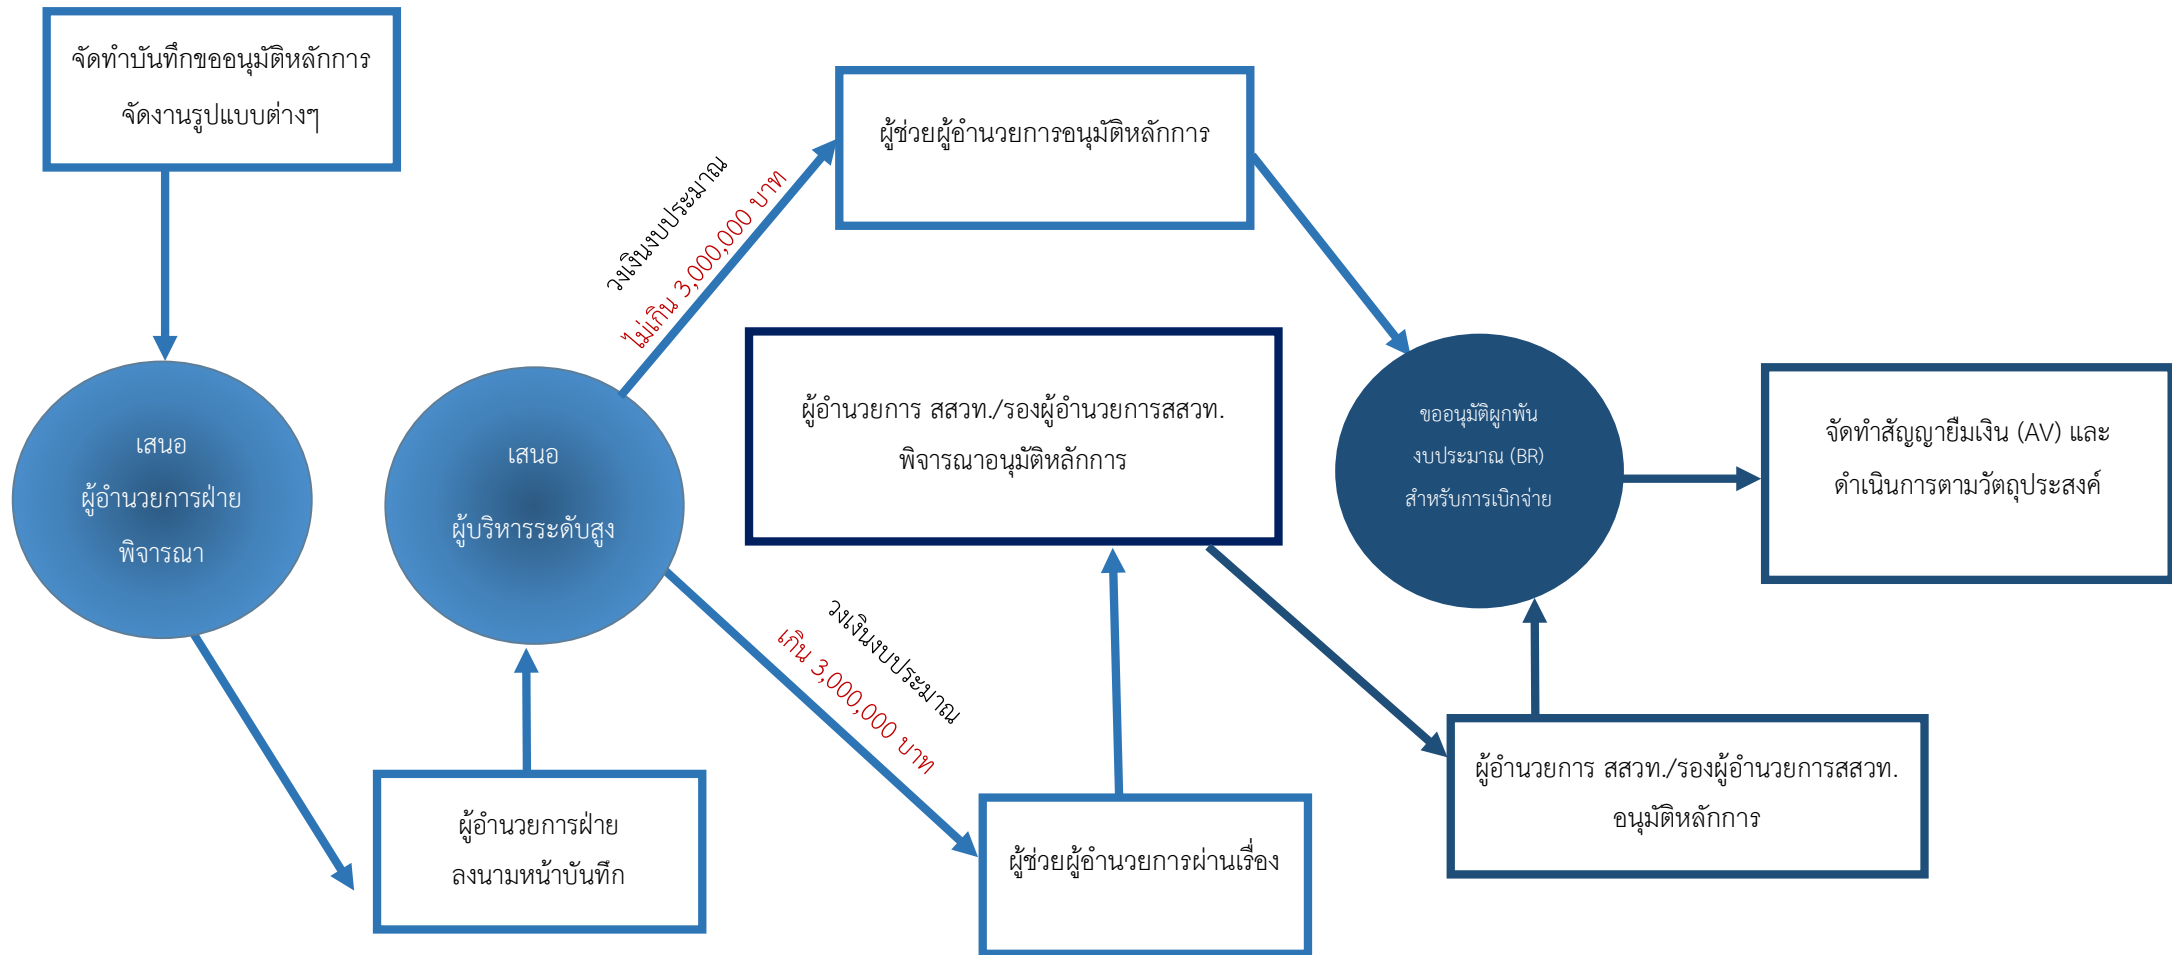 จัดทำบันทึกขออนุมัติหลักการ
จัดงานรูปแบบต่างๆ
เสนอ
ผู้อำนวยการฝ่าย
พิจารณา
ผู้อำนวยการฝ่าย
ลงนามหน้าบันทึก
เสนอ
ผู้บริหารระดับสูง
วงเงินงบประมาณ
ไม่เกิน 3,000,000 บาท
ผู้ช่วยผู้อำนวยการอนุมัติหลักการ
วงเงินงบประมาณ
เกิน 3,000,000 บาท
ผู้ช่วยผู้อำนวยการผ่านเรื่อง
ผู้อำนวยการ สสวท./รองผู้อำนวยการสสวท.
พิจารณาอนุมัติหลักการ
ผู้อำนวยการ สสวท./รองผู้อำนวยการสสวท.
อนุมัติหลักการ
ขออนุมัติผูกพัน
งบประมาณ (BR)
สำหรับการเบิกจ่าย
จัดทำสัญญายืมเงิน (AV) และ
ดำเนินการตามวัตถุประสงค์